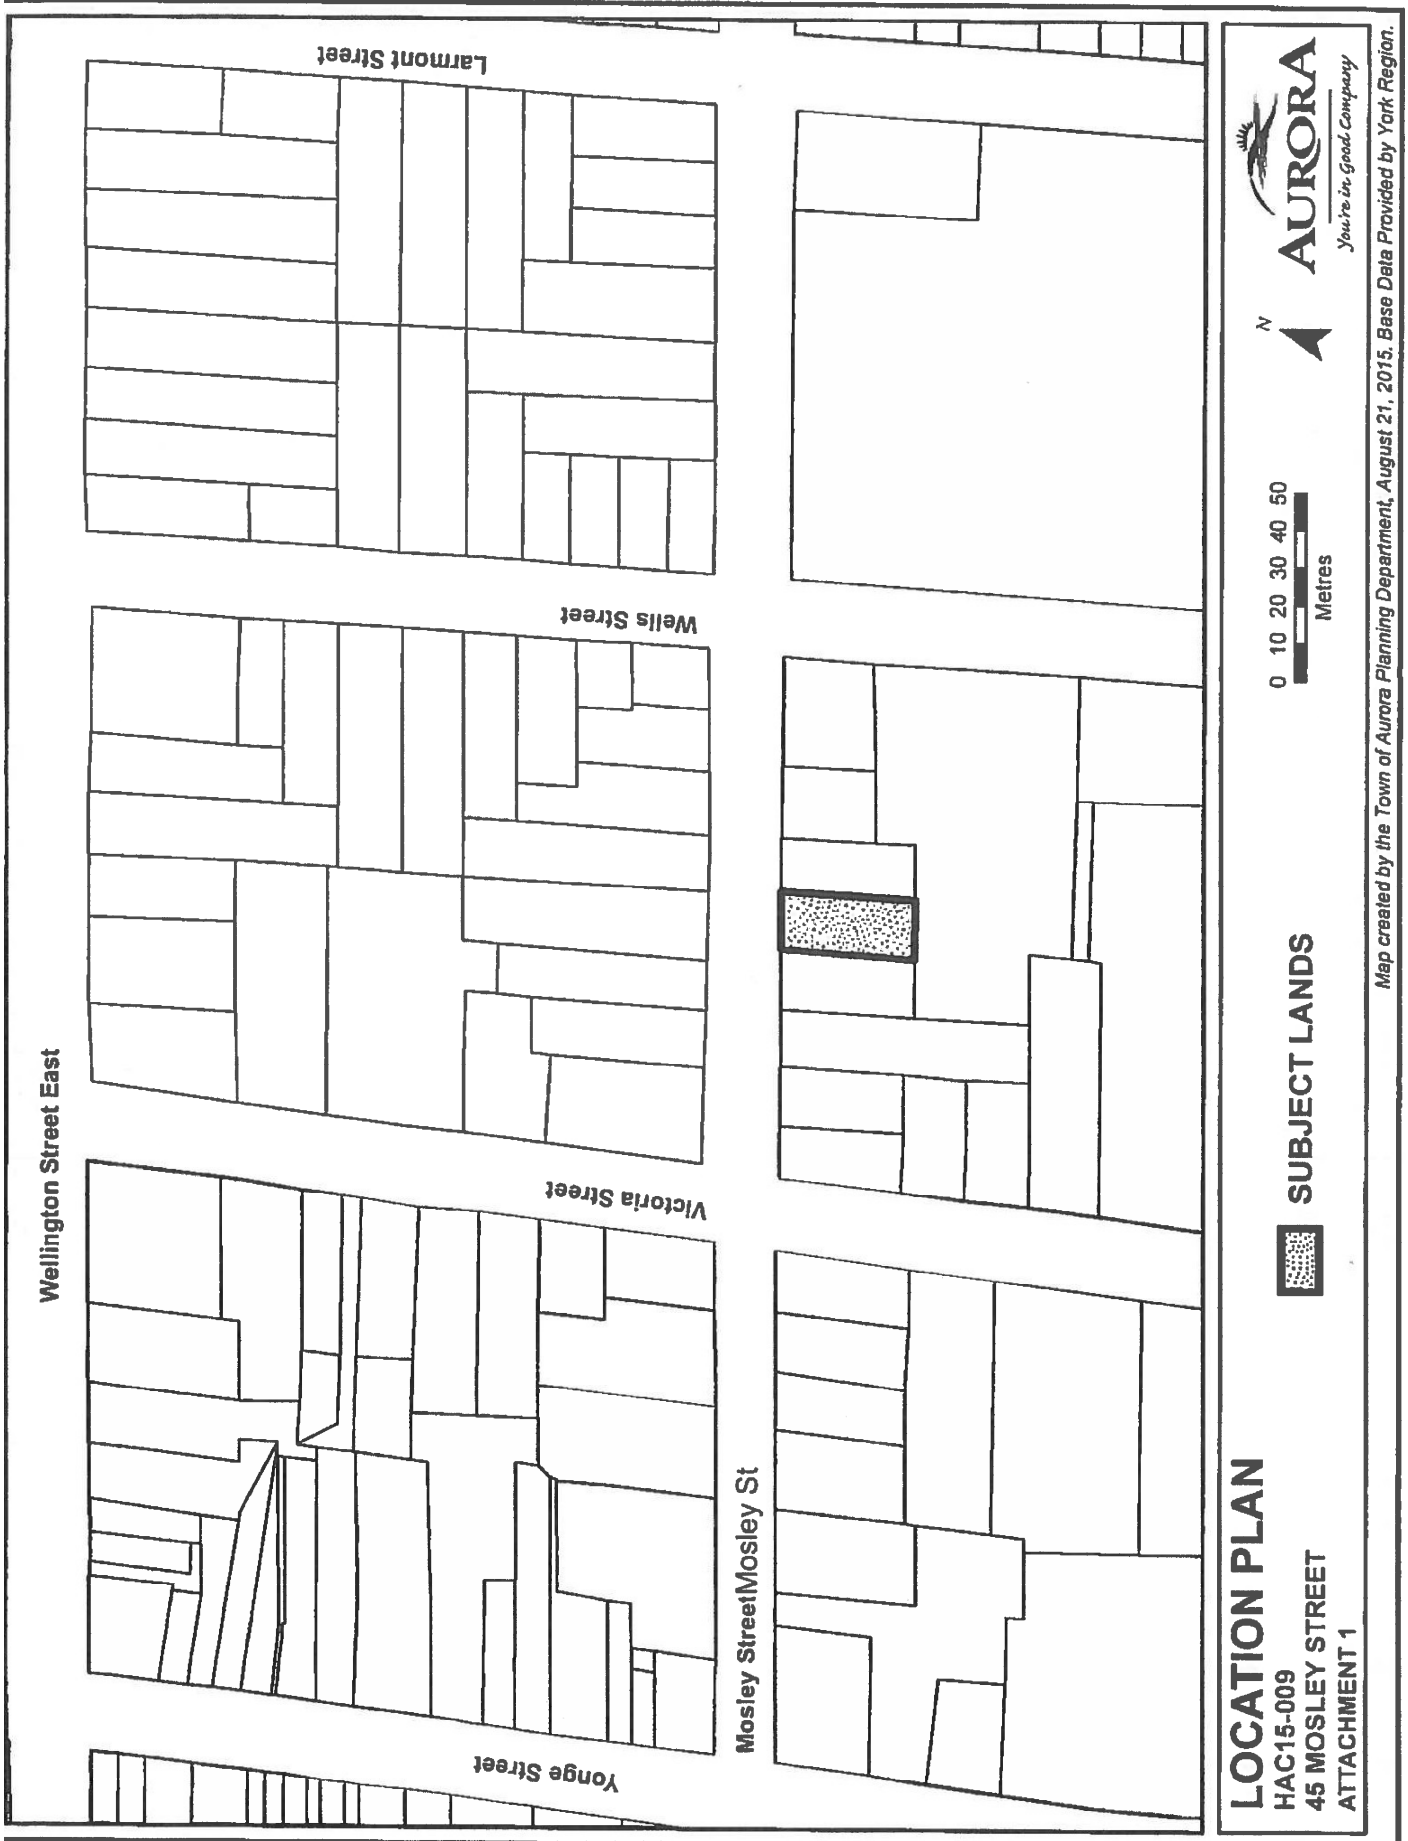 Wellington Street East
Yonge Street
Victoria Street
Wells Street
Larmont Street
Mosley StreetMosley St
LOCATION PLAN
HAC15-009
45 MOSLEY STREET
ATTACHMENT 1
SUBJECT LANDS
0 10 20 30 40 50
Metres
N
AURORA
You're in Good Company
Map created by the Town of Aurora Planning Department, August 21, 2015. Base Data Provided by York Region.